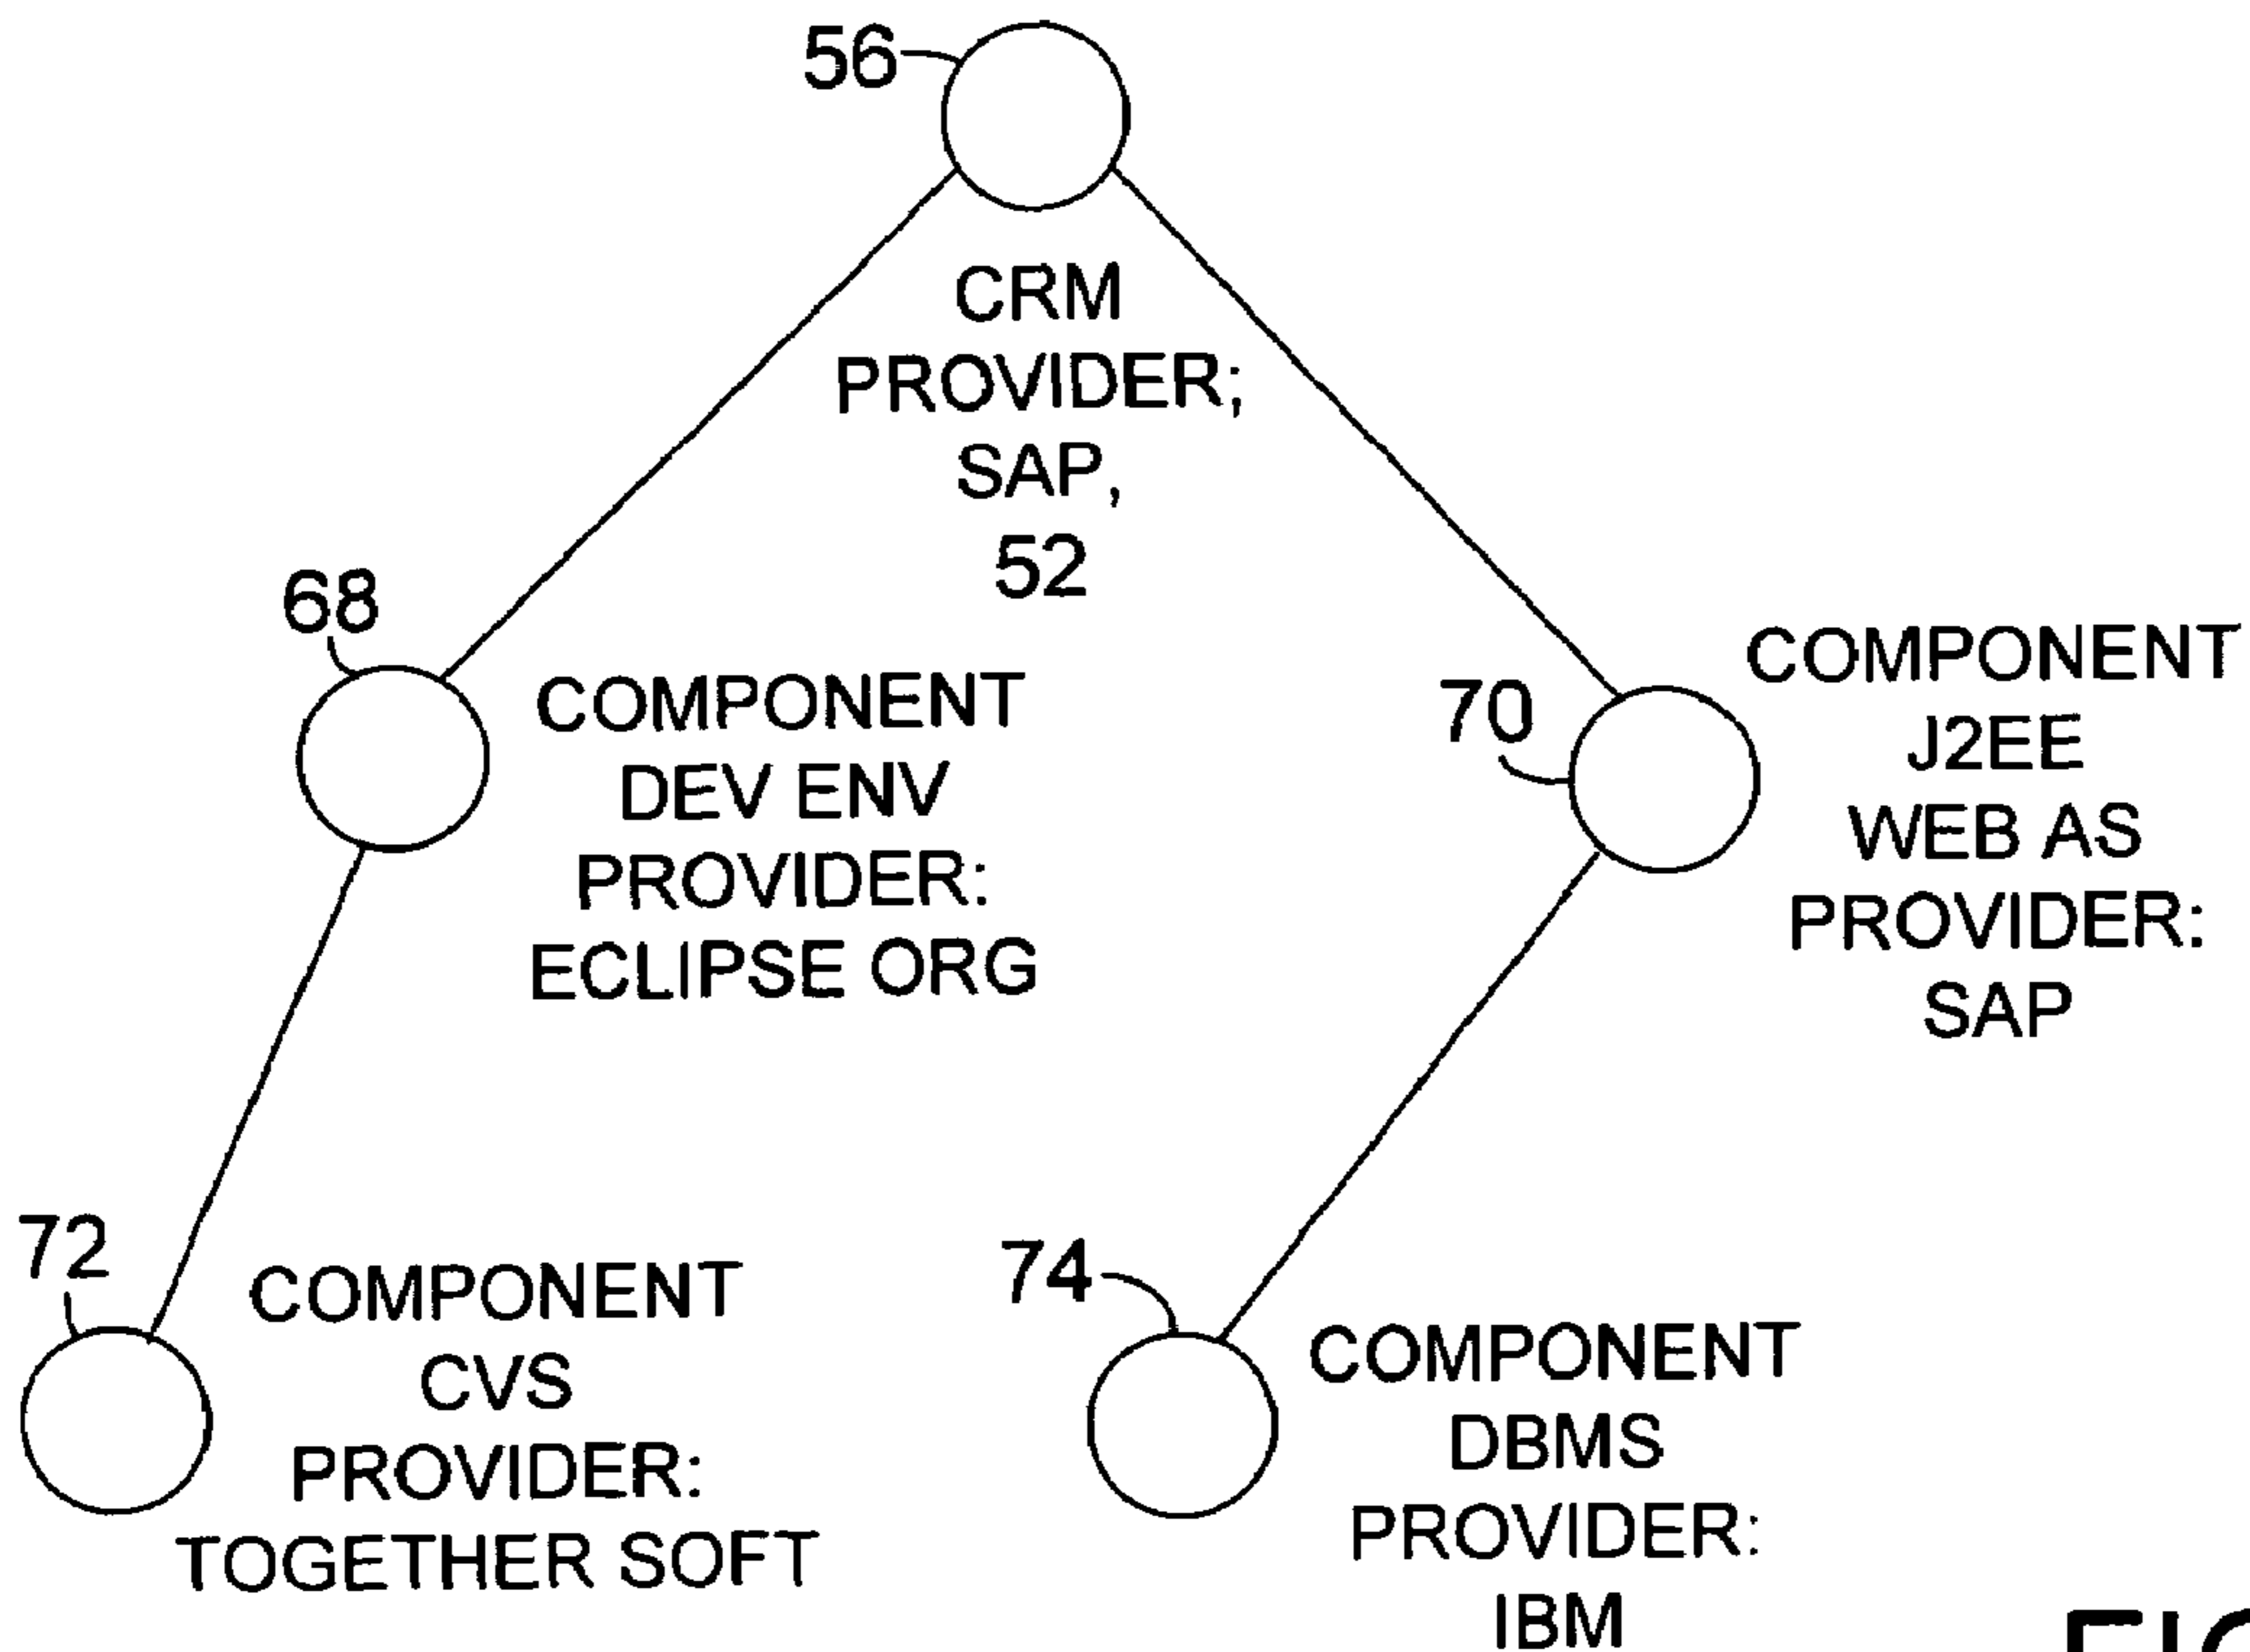 56
CRM
PROVIDER;
SAP,
52
68
COMPONENT
DEV ENV
PROVIDER:
ECLIPSE ORG
70
COMPONENT
J2EE
WEB AS
PROVIDER:
SAP
72
COMPONENT
CVS
PROVIDER:
TOGETHER SOFT
74
COMPONENT
DBMS
PROVIDER:
IBM